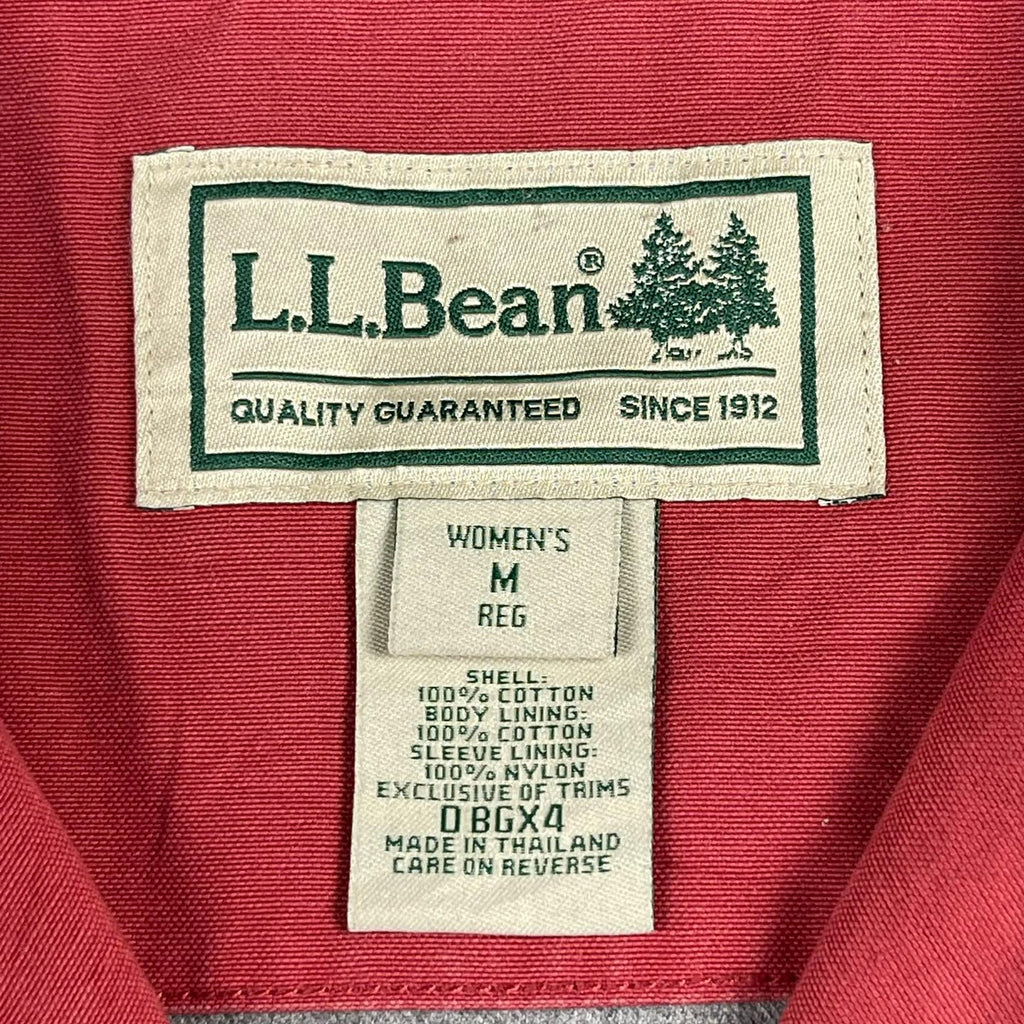 L.L.Bean®
QUALITY GUARANTEED SINCE 1912
WOMEN'S
M
REG
SHELL:
100% COTTON
BODY LINING:
100% COTTON
SLEEVE LINING:
100% NYLON
EXCLUSIVE OF TRIMS
0BGX4
MADE IN THAILAND
CARE ON REVERSE